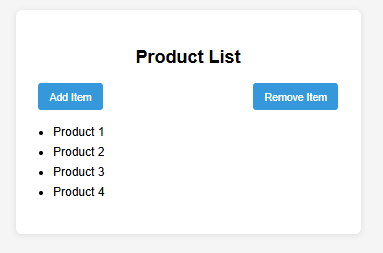 Product List
Add Item Remove Item
Product 1
Product 2
Product 3
Product 4